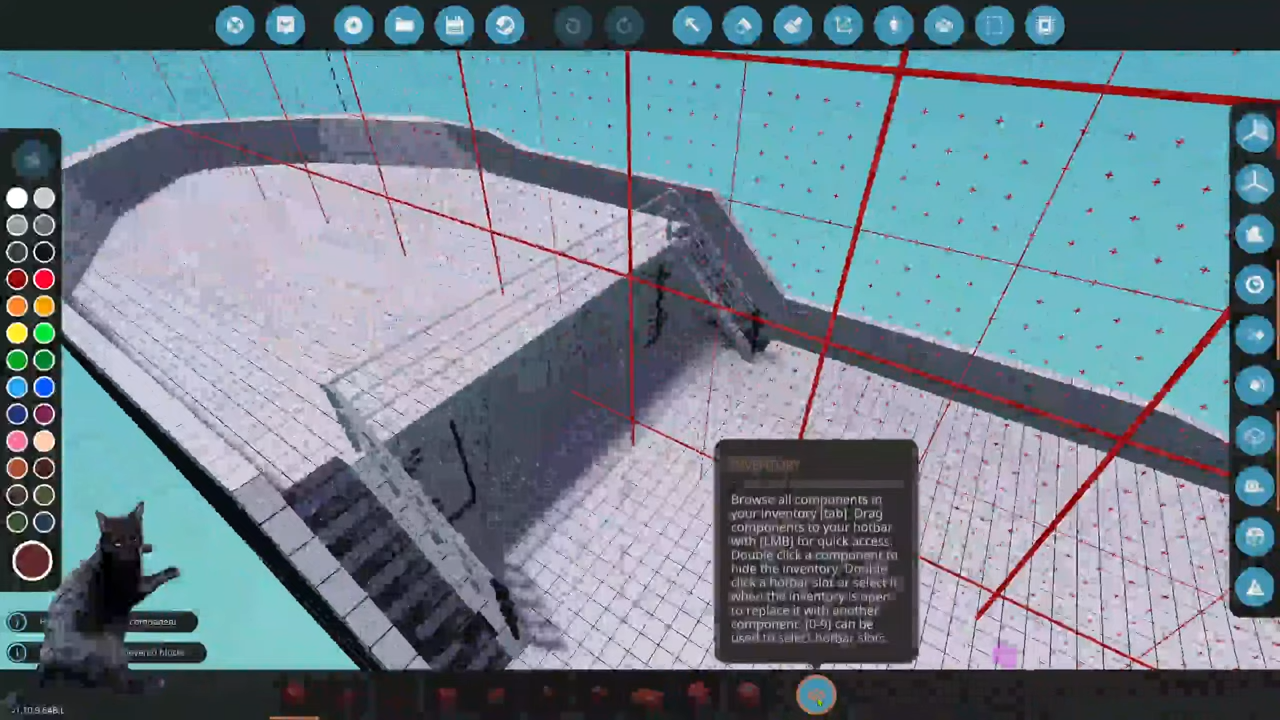 INVENTORY
Browse all components in
your inventory [tab]. Drag
components to your hotbar
with [LMB] for quick access.
Double click a component to
hide the inventory. Double
click a hotbar slot or select it
when the inventory is open
to replace it with another
component. [0-9] can be
used to select hotbar slots.
component